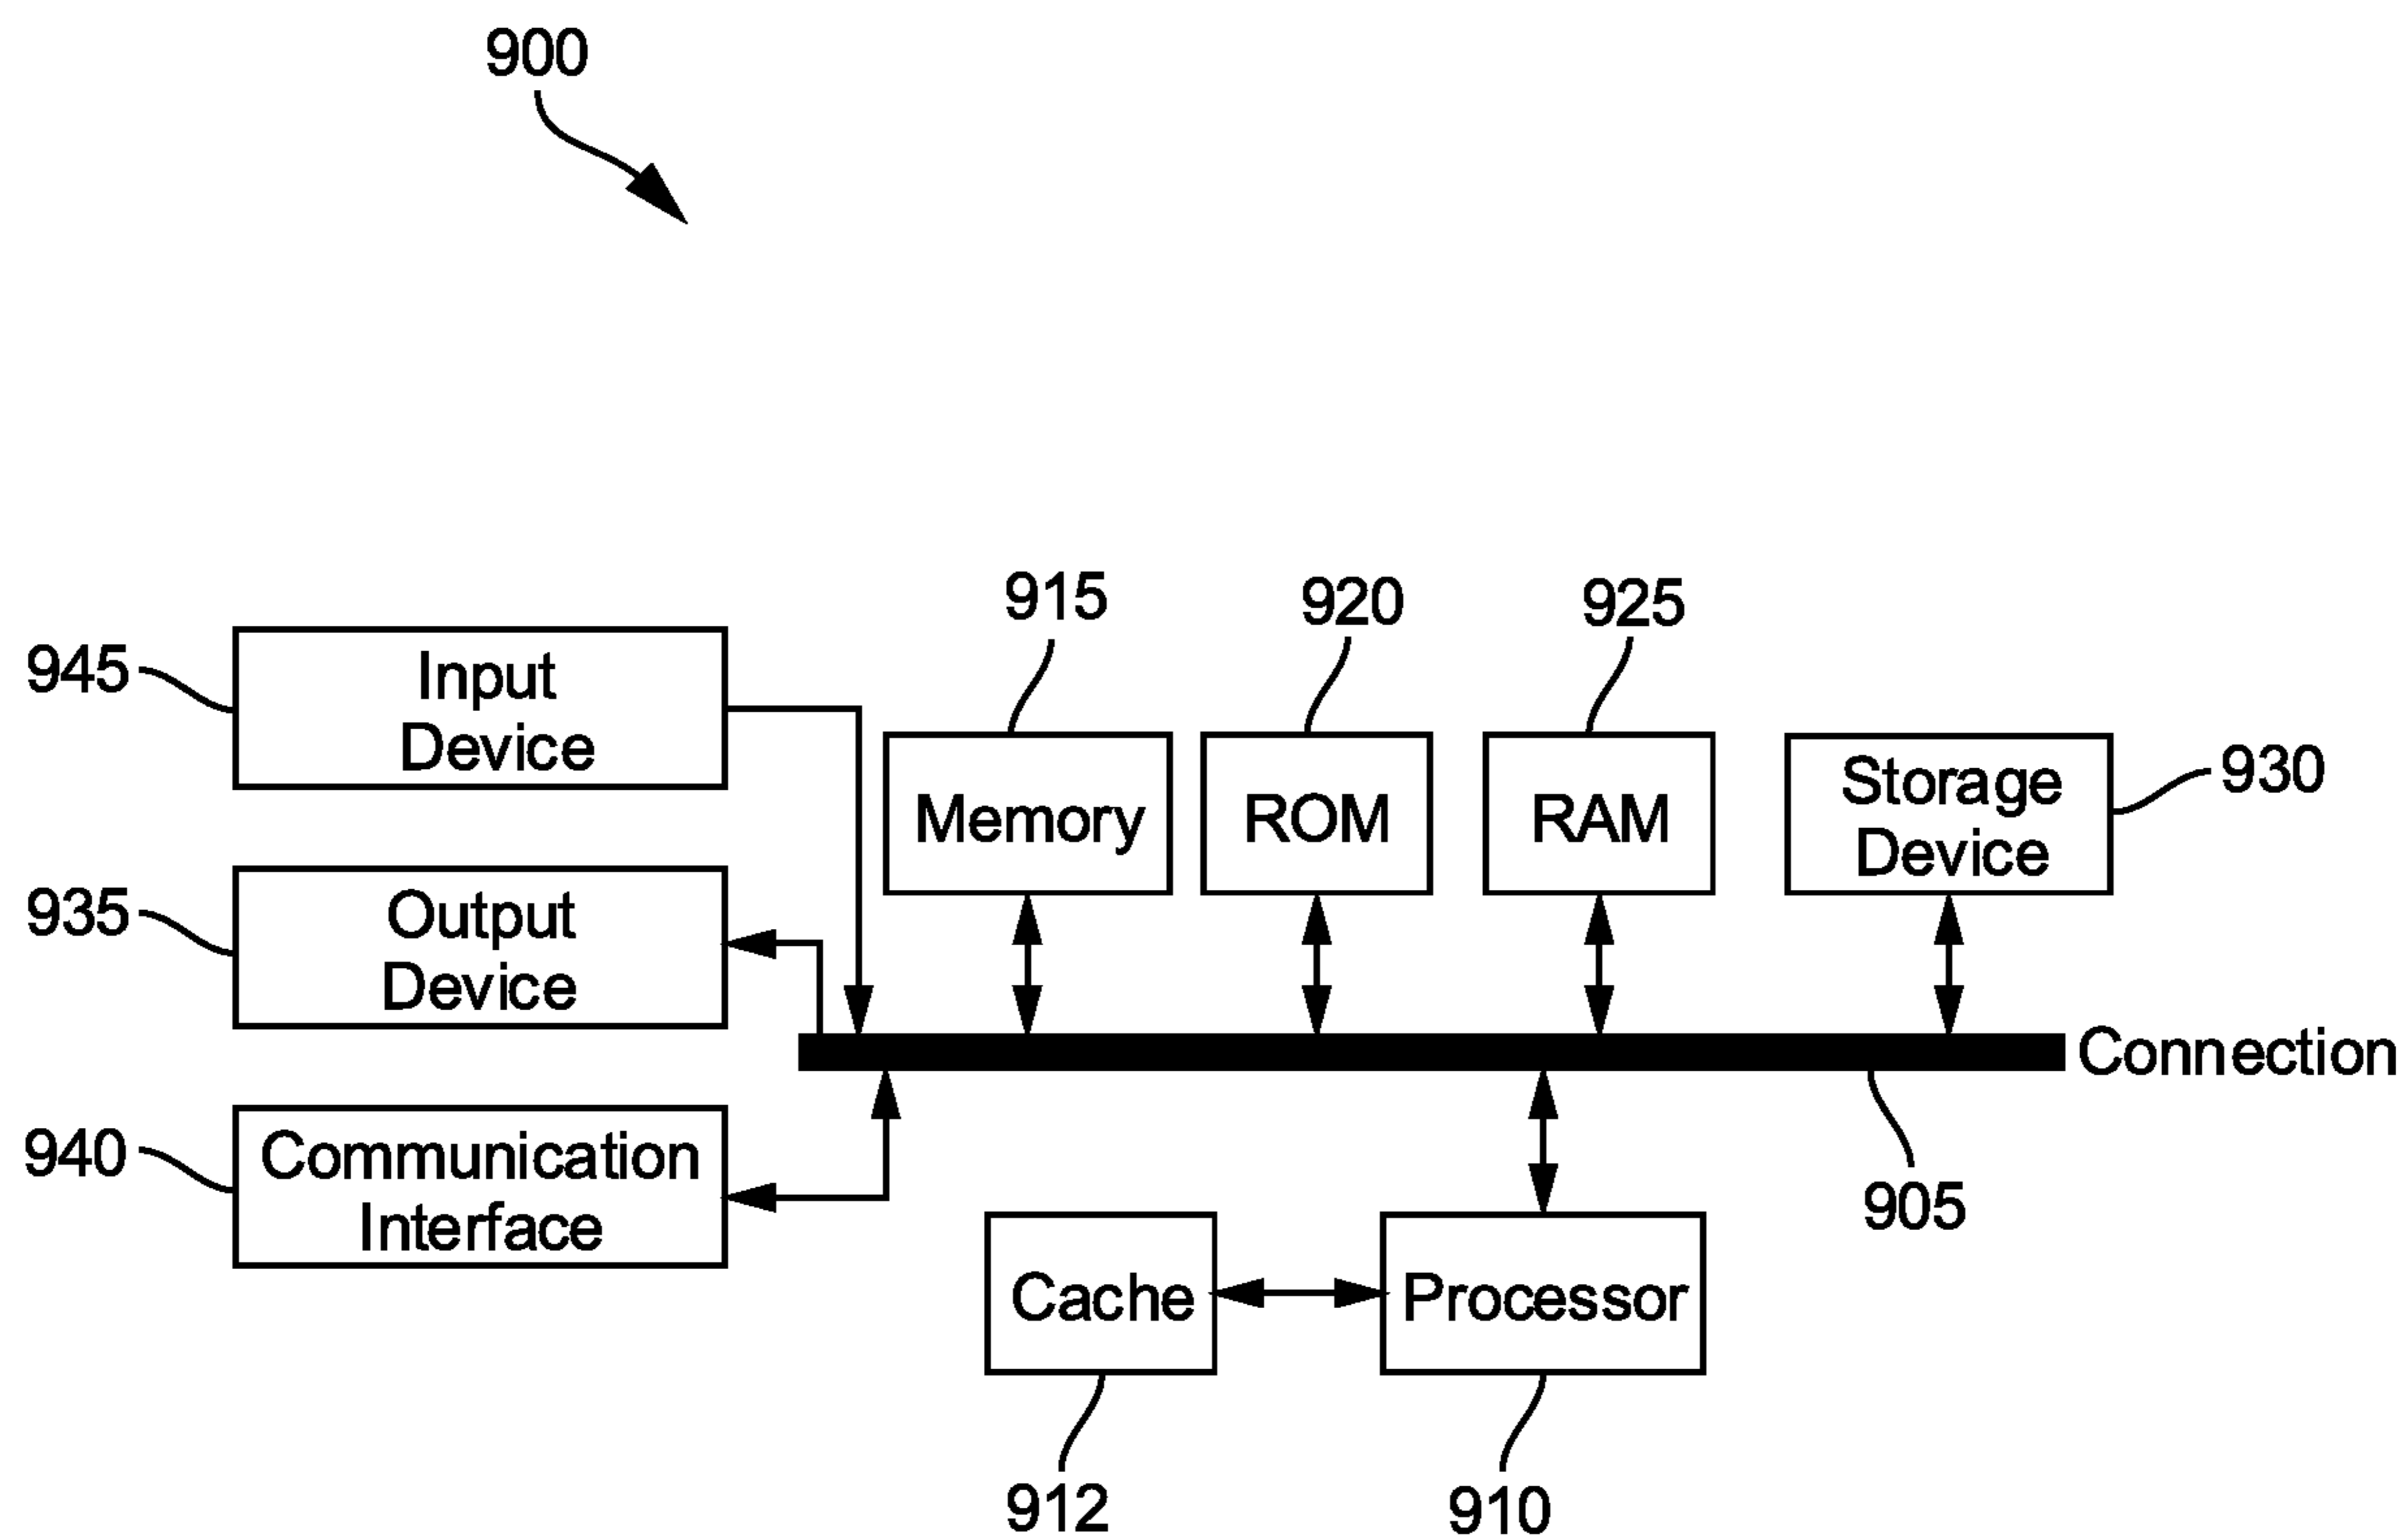 900
915
920
925
945
Input
Device
Memory
ROM
RAM
Storage
Device
930
935
Output
Device
Connection
940
Communication
Interface
905
Cache
Processor
912
910